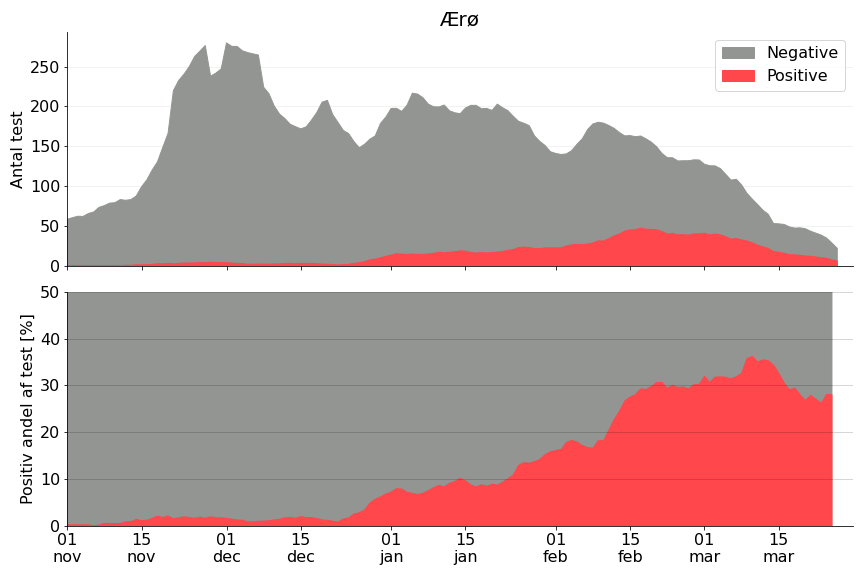 Ærø
Antal test
250
200
150
100
50
0
Negative
Positive
Positiv andel af test [%]
50
40
30
20
10
0
01 15 01 15 01 15 01 15 01 15
nov nov dec dec jan jan feb feb mar mar